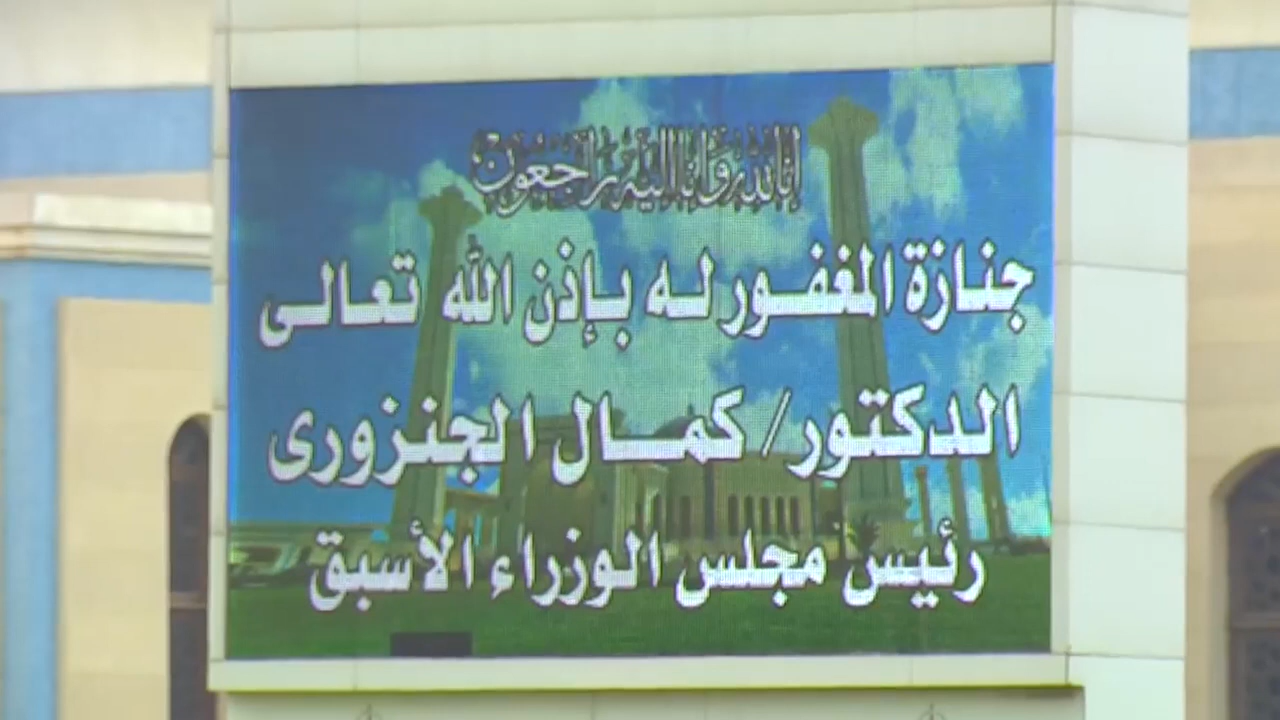 إنا لله وإنا إليه راجعون
جنازة المغفور له بإذن الله تعالى
الدكتور/ كمال الجنزورى
رئيس مجلس الوزراء الأسبق